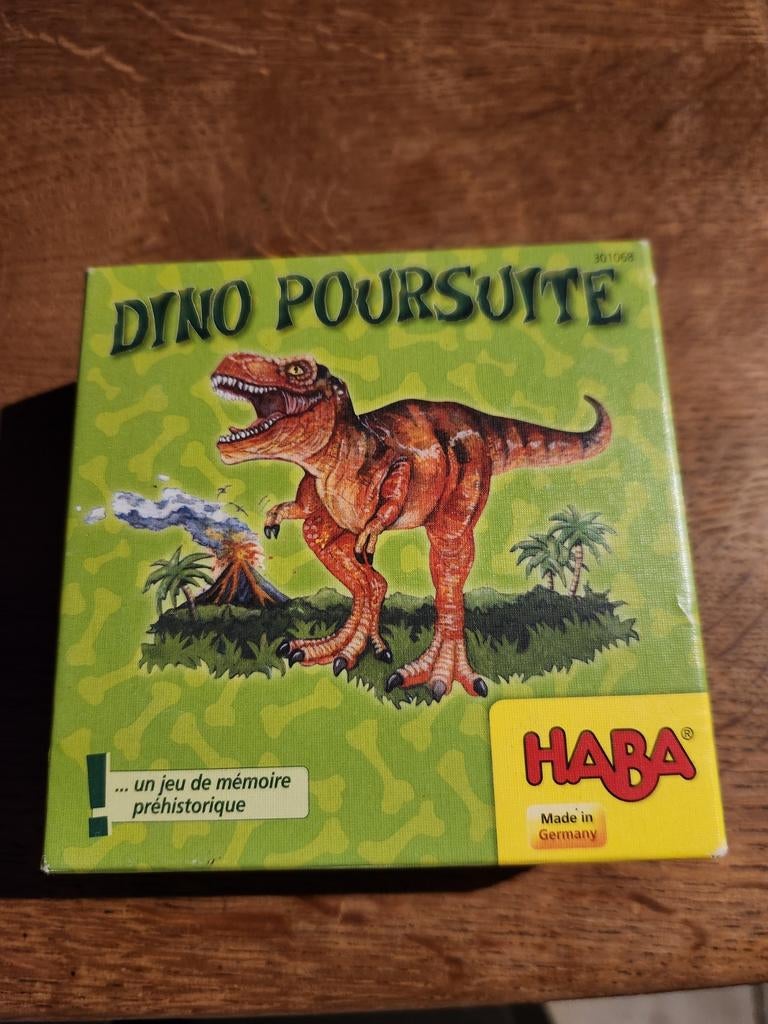 301068
DINO POURSUITE
... un jeu de mémoire
préhistorique
HABA®
Made in
Germany